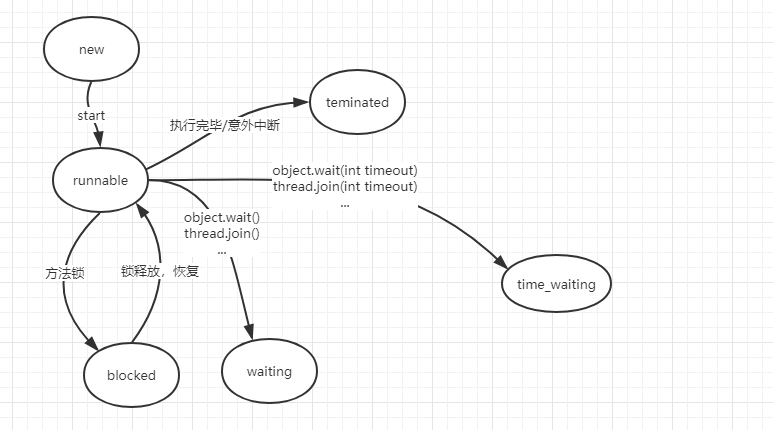 new
start
teminated
执行完毕/意外中断
runnable
object.wait(int timeout)
thread.join(int timeout)
...
object.wait()
thread.join()
...
方法锁
锁释放，恢复
time_waiting
blocked
waiting